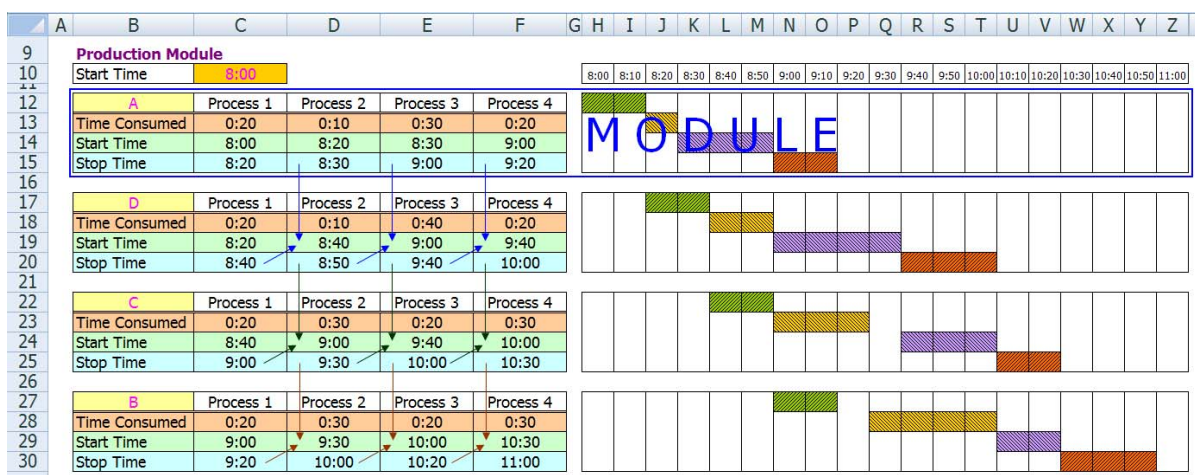 A B C D E F G H I J K L M N O P Q R S T U V W X Y Z
9 Production Module
10 Start Time 8:00 8:00 8:10 8:20 8:30 8:40 8:50 9:00 9:10 9:20 9:30 9:40 9:50 10:00 10:10 10:20 10:30 10:40 10:50 11:00
11
12 A Process 1 Process 2 Process 3 Process 4
13 Time Consumed 0:20 0:10 0:30 0:20
MODULE
14 Start Time 8:00 8:20 8:30 9:00
15 Stop Time 8:20 8:30 9:00 9:20
16
17 D Process 1 Process 2 Process 3 Process 4
18 Time Consumed 0:20 0:10 0:40 0:20
19 Start Time 8:20 8:40 9:00 9:40
20 Stop Time 8:40 8:50 9:40 10:00
21
22 C Process 1 Process 2 Process 3 Process 4
23 Time Consumed 0:20 0:30 0:20 0:30
24 Start Time 8:40 9:00 9:40 10:00
25 Stop Time 9:00 9:30 10:00 10:30
26
27 B Process 1 Process 2 Process 3 Process 4
28 Time Consumed 0:20 0:30 0:20 0:30
29 Start Time 9:00 9:30 10:00 10:30
30 Stop Time 9:20 10:00 10:20 11:00